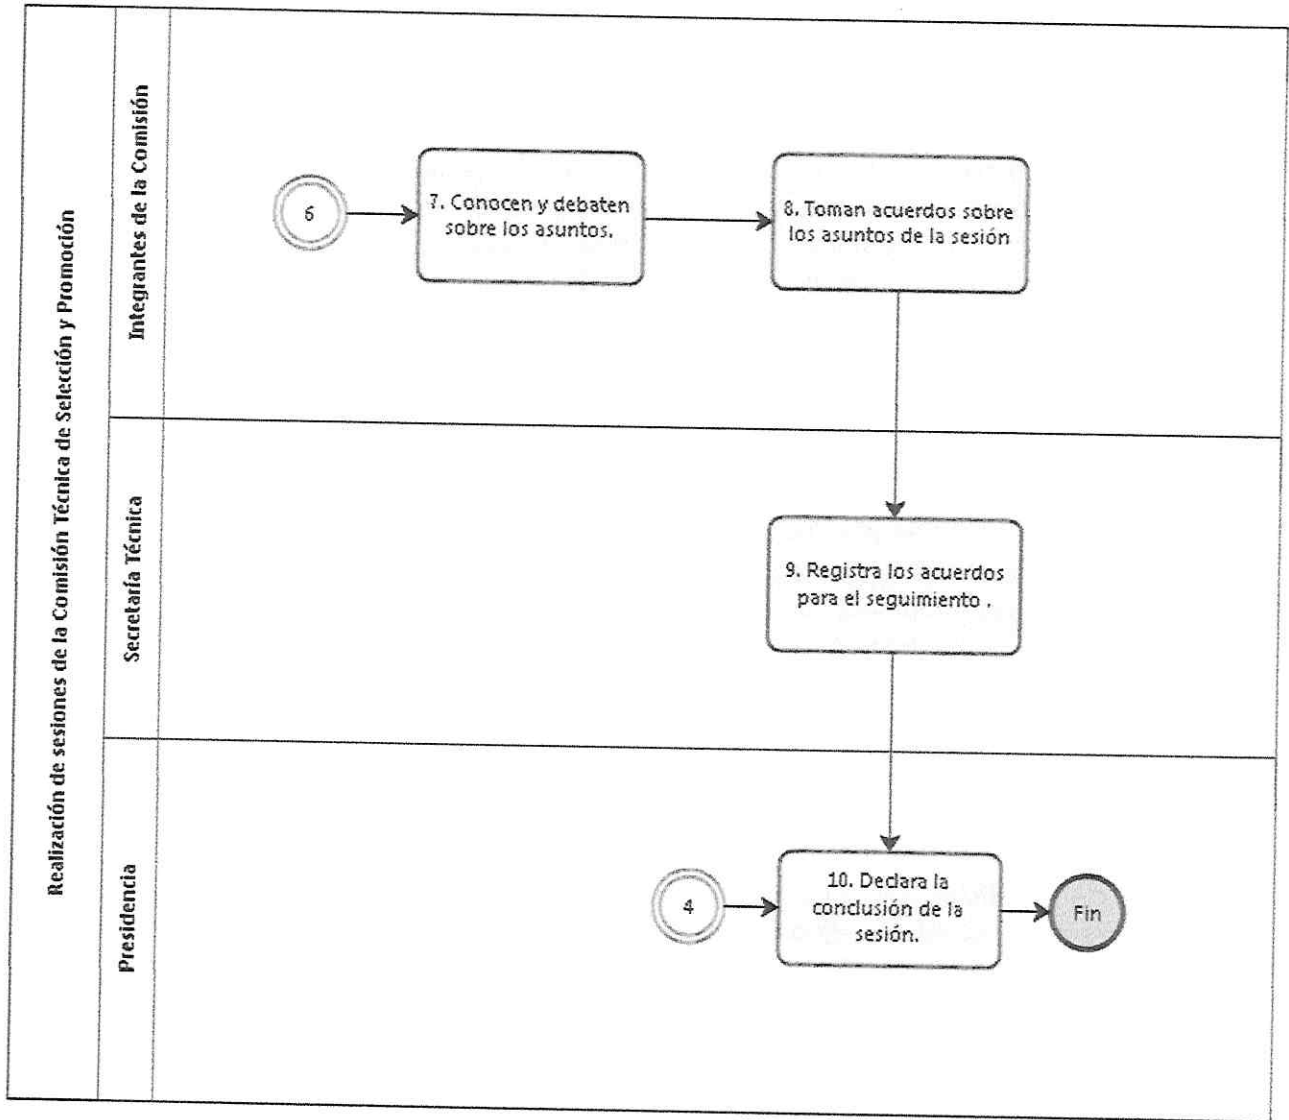 Realización de sesiones de la Comisión Técnica de Selección y Promoción
Integrantes de la Comisión
6
7. Conocen y debaten
sobre los asuntos.
8. Toman acuerdos sobre
los asuntos de la sesión
Secretaría Técnica
9. Registra los acuerdos
para el seguimiento .
Presidencia
4
10. Declara la
conclusión de la
sesión.
Fin